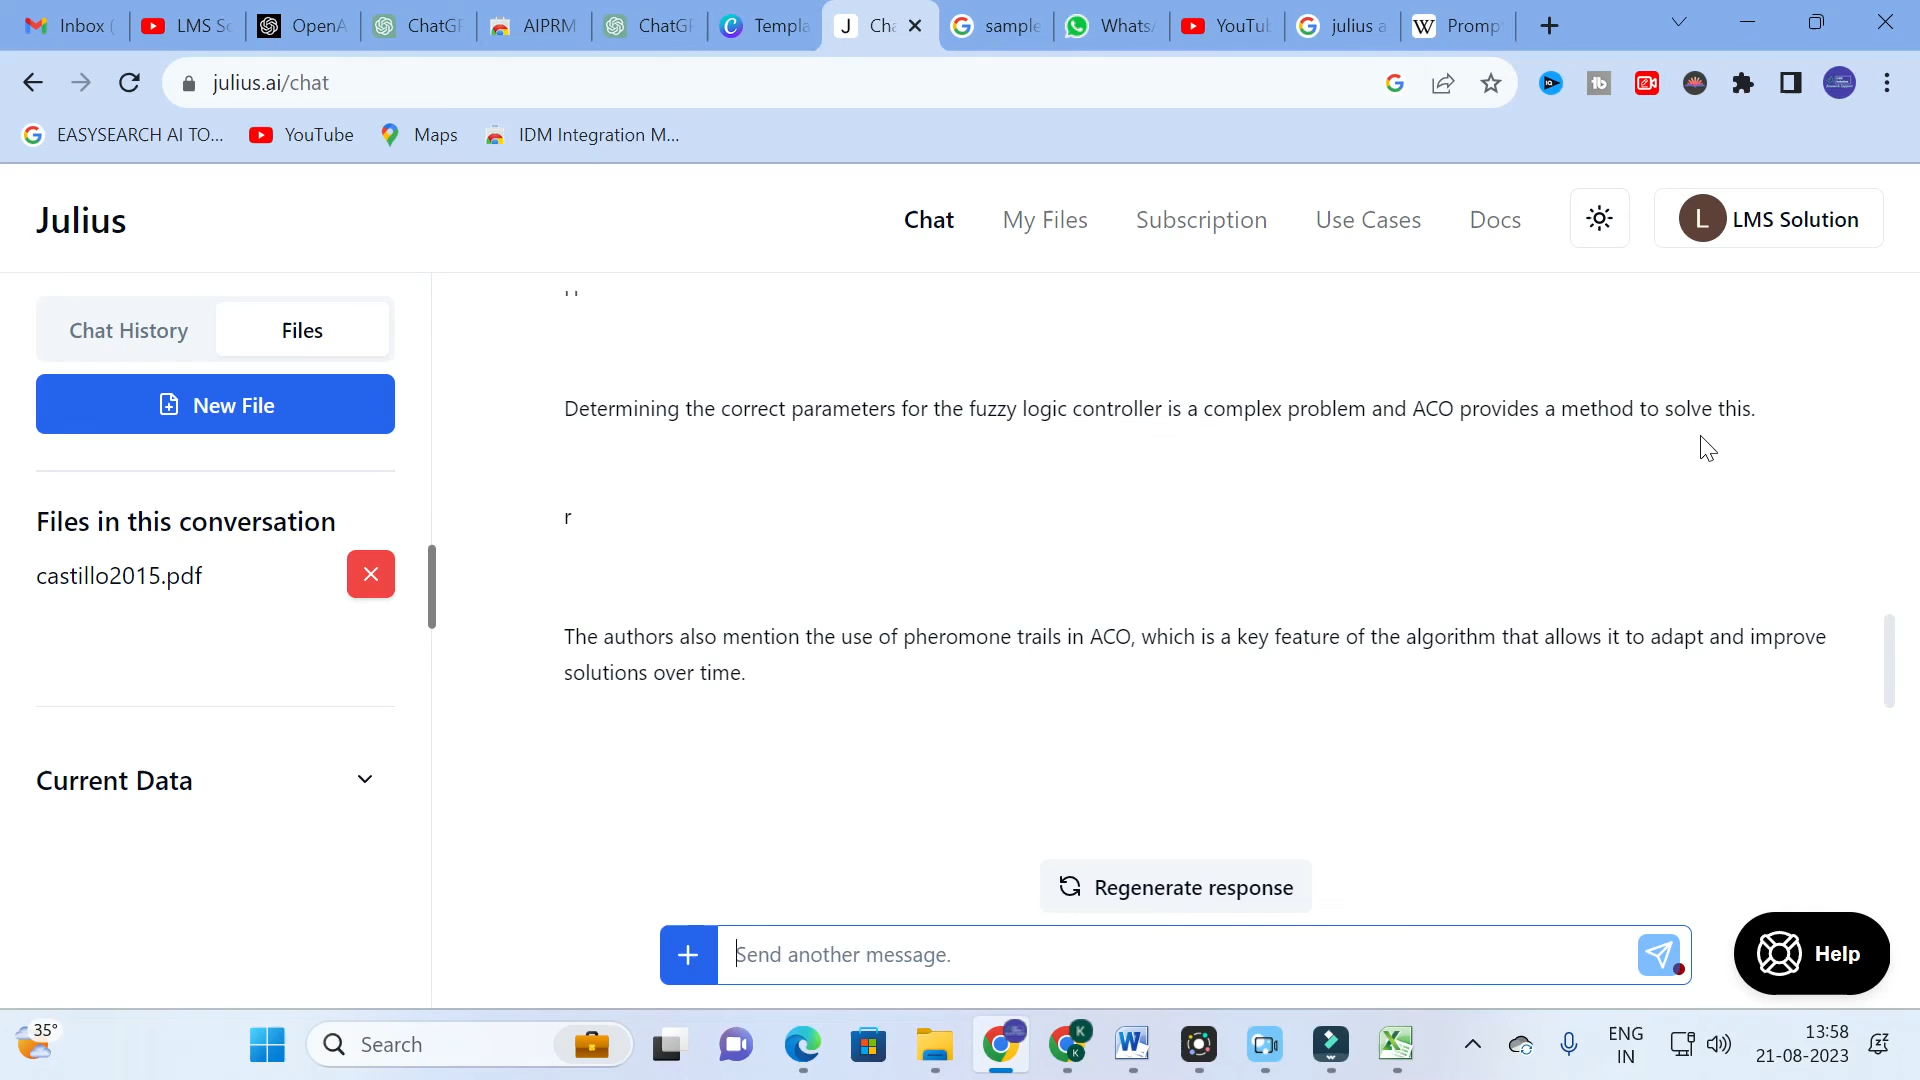 Inbox (
LMS Sc
OpenA
ChatGF
AIPRM
ChatGF
Templa
J
Cha
sample
Whats
YouTub
julius a
W Promp
julius.ai/chat
EASYSEARCH AI TO...
YouTube
Maps
IDM Integration M...
Julius
Chat
My Files
Subscription
Use Cases
Docs
L LMS Solution
Chat History
Files
New File
Files in this conversation
castillo2015.pdf
Current Data
Determining the correct parameters for the fuzzy logic controller is a complex problem and ACO provides a method to solve this.
r
The authors also mention the use of pheromone trails in ACO, which is a key feature of the algorithm that allows it to adapt and improve
solutions over time.
Regenerate response
Send another message.
Help
35°
Search
ENG
IN
13:58
21-08-2023